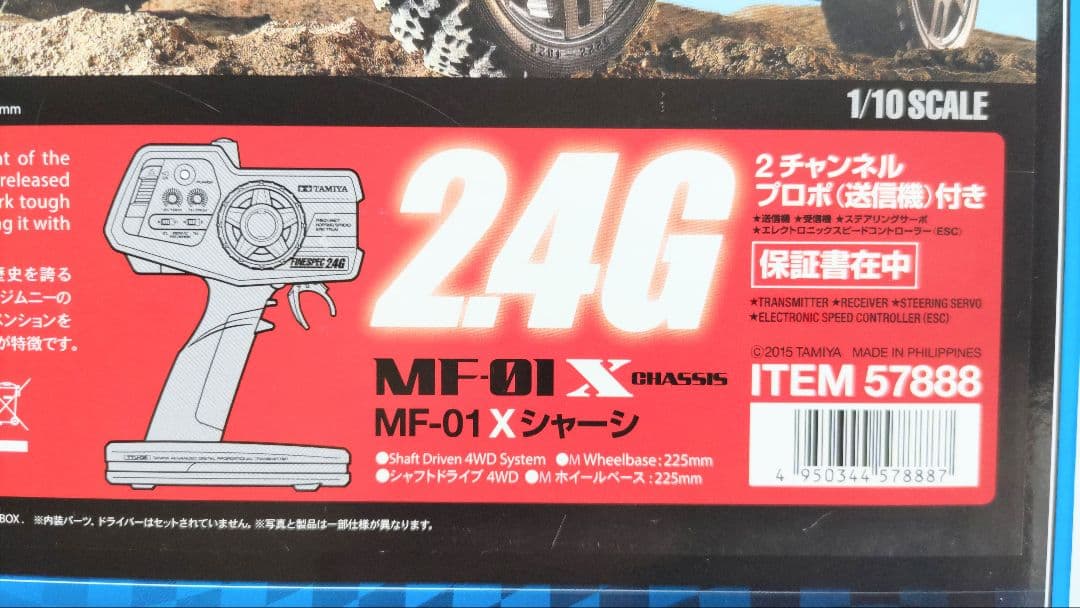 1/10 SCALE
mm
nt of the
released
rk tough
ng it with
歴史を誇る
ジムニーの
ペンションを
が特徴です。
TAMIYA
FINESPEC 2.4G
2.4G
MF-01 X CHASSIS
MF-01 X シャーシ
●Shaft Driven 4WD System ●M Wheelbase : 225mm
●シャフトドライブ 4WD ●M ホイールベース : 225mm
2 チャンネル
プロポ(送信機)付き
★送信機 ★受信機 ★ステアリングサーボ
★エレクトロニックスピードコントローラー(ESC)
保証書在中
★TRANSMITTER ★RECEIVER ★STEERING SERVO
★ELECTRONIC SPEED CONTROLLER (ESC)
©2015 TAMIYA MADE IN PHILIPPINES
ITEM 57888
4 950344 578887
BOX. ※内装パーツ、ドライバーはセットされていません。※写真と製品は一部仕様が異なります。